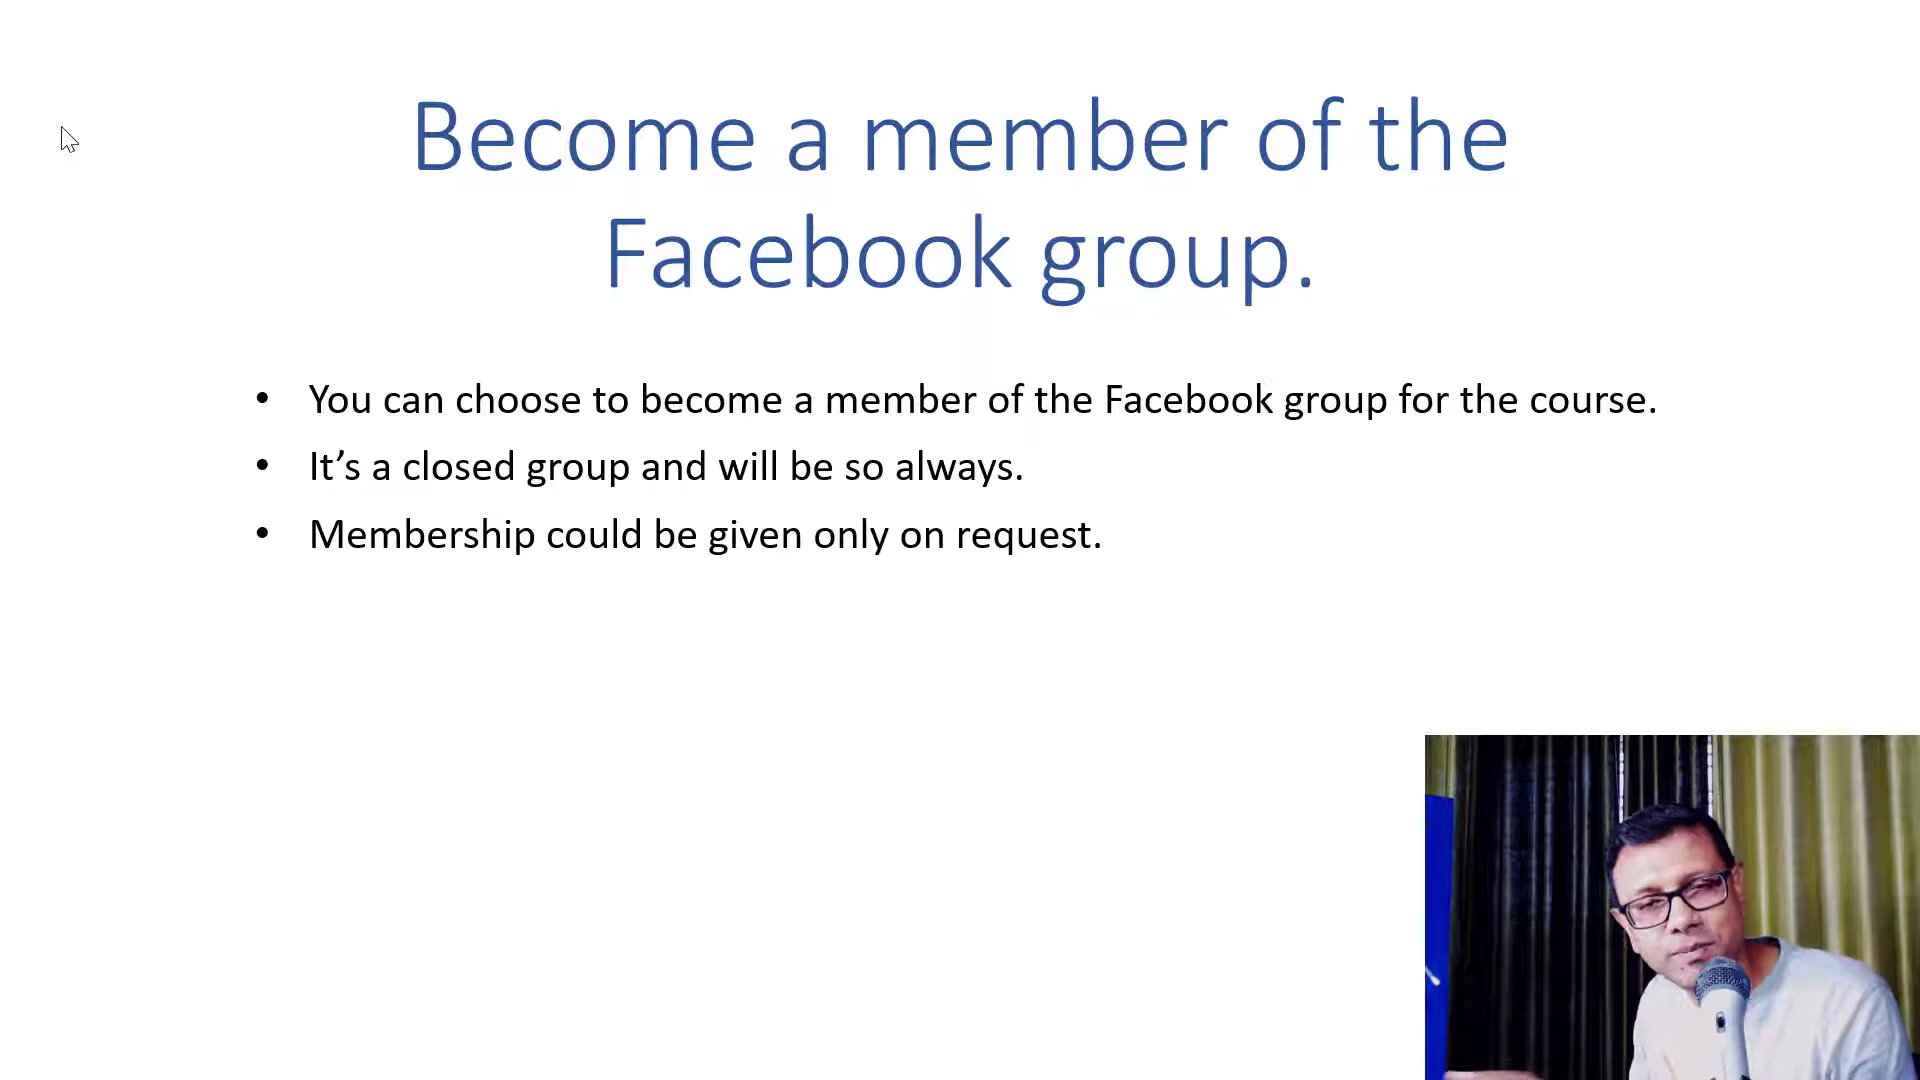 Become a member of the
Facebook group.
• You can choose to become a member of the Facebook group for the course.
• It’s a closed group and will be so always.
• Membership could be given only on request.